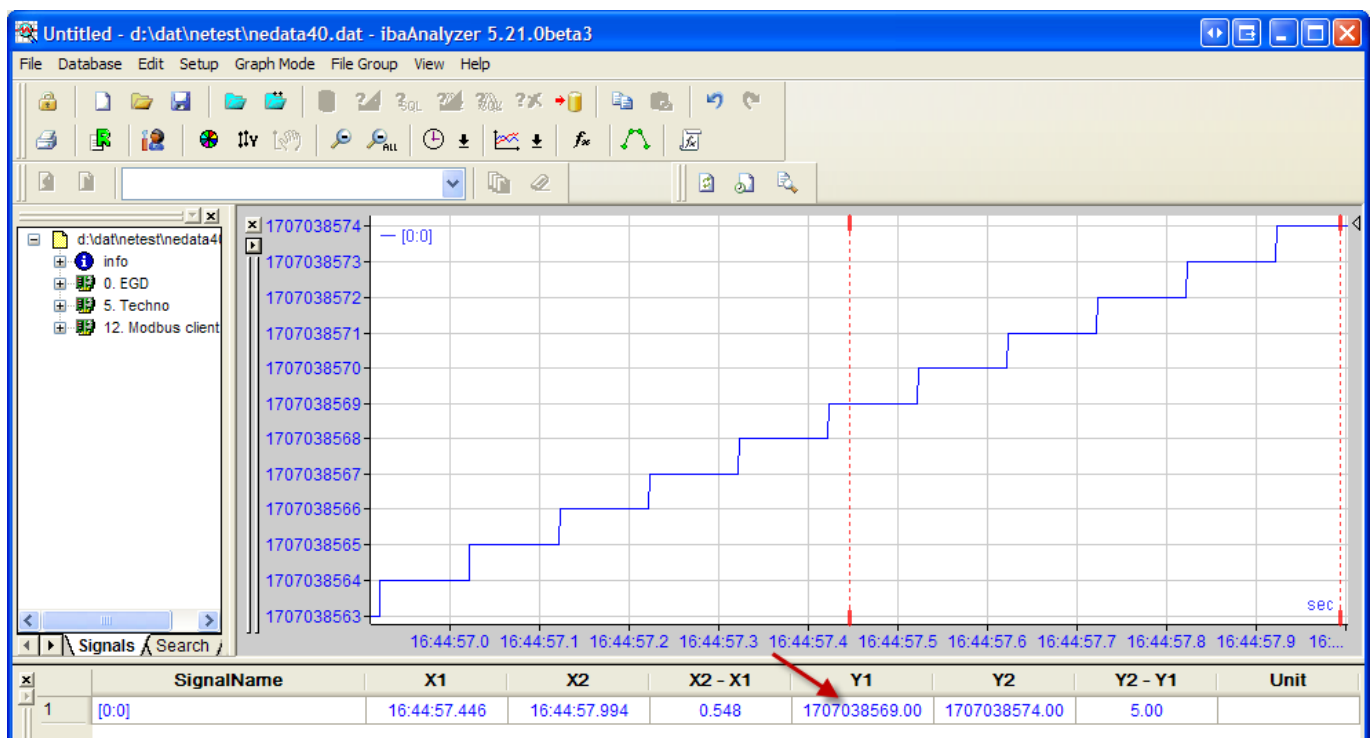 Untitled - d:\dat\netest\nedata40.dat - ibaAnalyzer 5.21.0beta3
File Database Edit Setup Graph Mode File Group View Help
SQL
ALL
d:\dat\netest\nedata4
info
0. EGD
5. Techno
12. Modbus client
Signals Search
[0:0]
1707038574
1707038573
1707038572
1707038571
1707038570
1707038569
1707038568
1707038567
1707038566
1707038565
1707038564
1707038563
sec
16:44:57.0 16:44:57.1 16:44:57.2 16:44:57.3 16:44:57.4 16:44:57.5 16:44:57.6 16:44:57.7 16:44:57.8 16:44:57.9 16:...
SignalName X1 X2 X2 - X1 Y1 Y2 Y2 - Y1 Unit
1 [0:0] 16:44:57.446 16:44:57.994 0.548 1707038569.00 1707038574.00 5.00